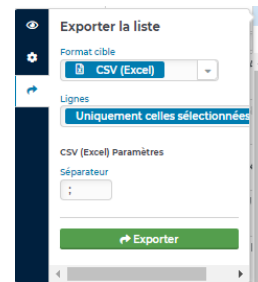 Exporter la liste
Format cible
CSV (Excel)
Lignes
Uniquement celles sélectionnées
CSV (Excel) Paramètres
Séparateur
;
Exporter